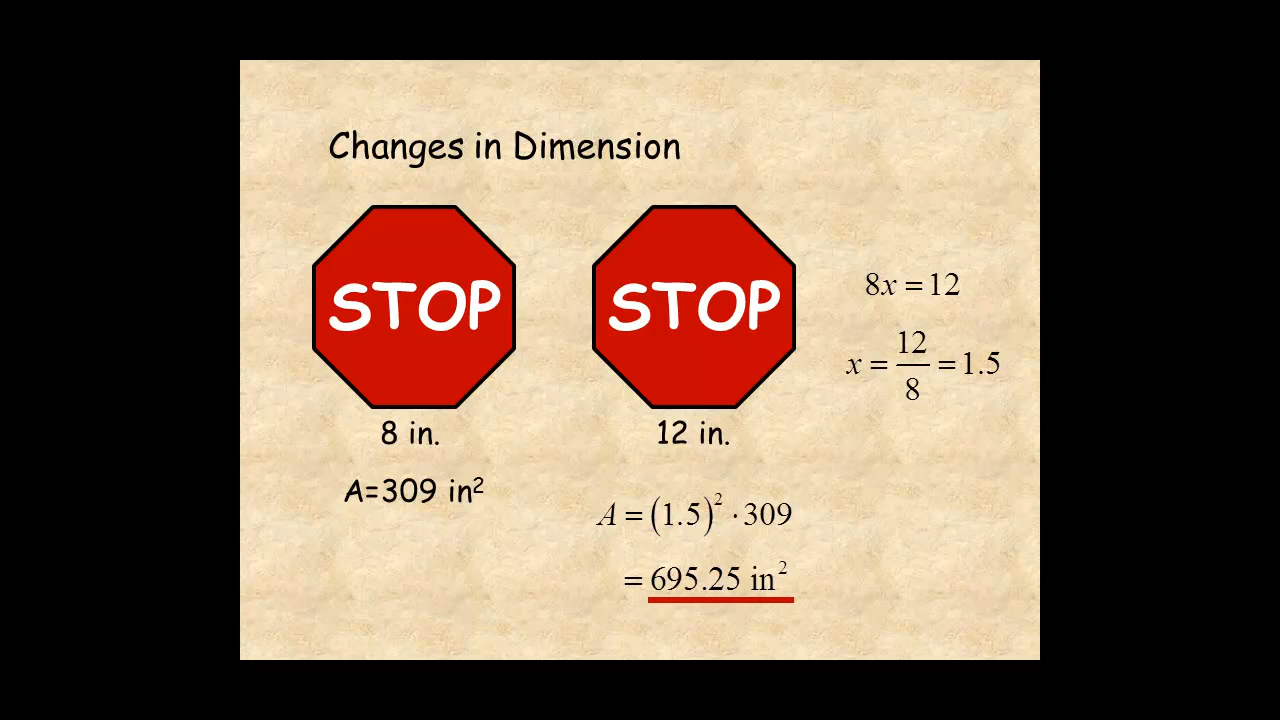 Changes in Dimension
STOP STOP
8x = 12
x = 12/8 = 1.5
8 in. 12 in.
A=309 in²
A = (1.5)² · 309
= 695.25 in²